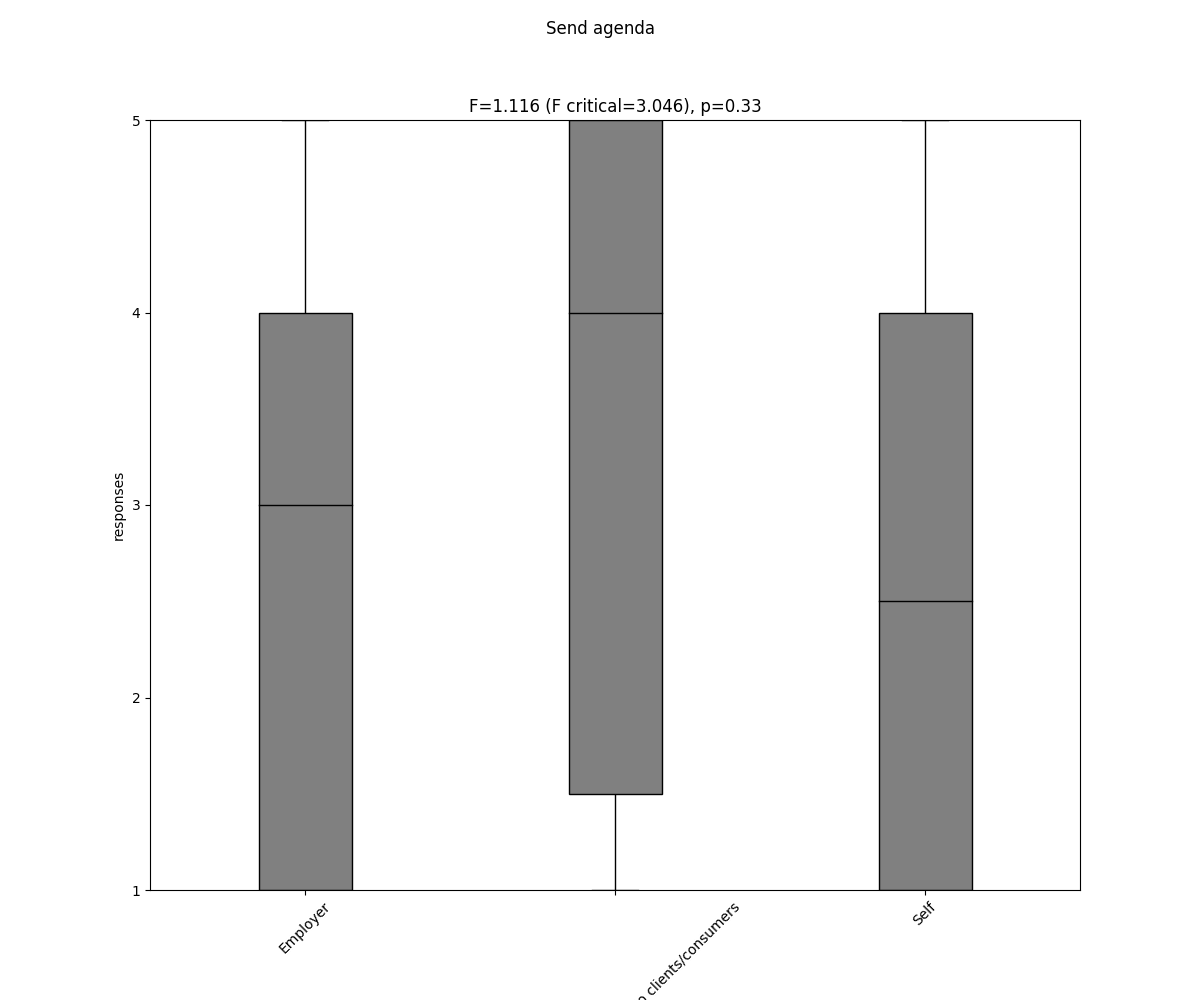 Send agenda
F=1.116 (F critical=3.046), p=0.33
5
4
3
2
1
responses
Employer
clients/consumers
Self